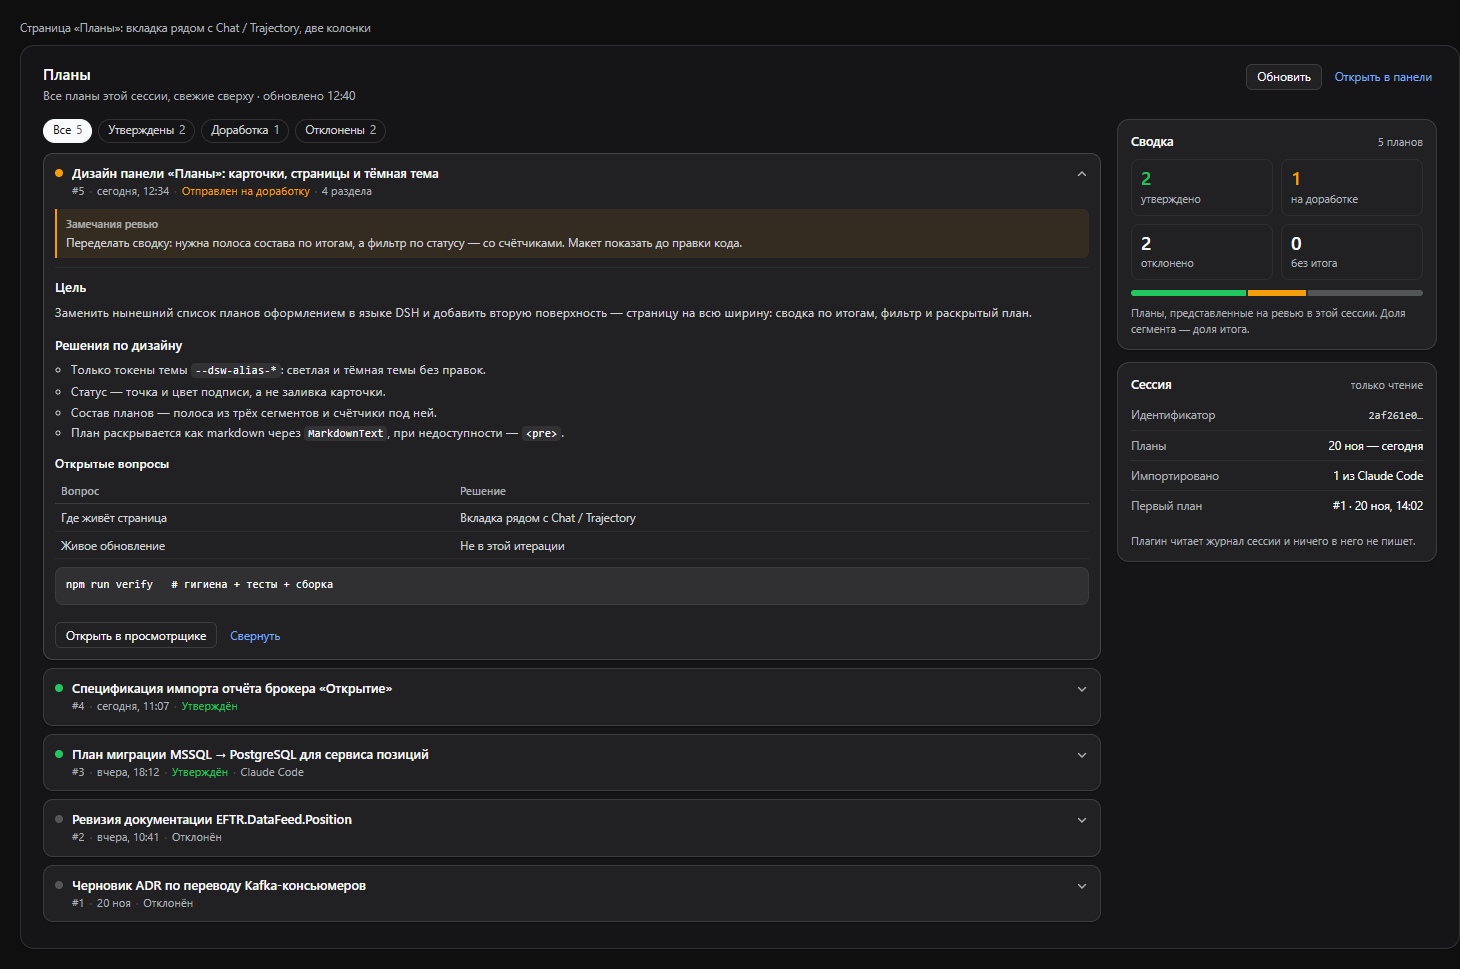 Страница «Планы»: вкладка рядом с Chat / Trajectory, две колонки
Планы
Все планы этой сессии, свежие сверху · обновлено 12:40
Обновить
Открыть в панели
Все 5
Утверждены 2
Доработка 1
Отклонены 2
Дизайн панели «Планы»: карточки, страницы и тёмная тема
#5 · сегодня, 12:34 · Отправлен на доработку · 4 раздела
Замечания ревью
Переделать сводку: нужна полоса состава по итогам, а фильтр по статусу — со счётчиками. Макет показать до правки кода.
Цель
Заменить нынешний список планов оформлением в языке DSH и добавить вторую поверхность — страницу на всю ширину: сводка по итогам, фильтр и раскрытый план.
Решения по дизайну
Только токены темы --dsw-alias-*: светлая и тёмная темы без правок.
Статус — точка и цвет подписи, а не заливка карточки.
Состав планов — полоса из трёх сегментов и счётчики под ней.
План раскрывается как markdown через MarkdownText, при недоступности — <pre>.
Открытые вопросы
Вопрос Решение
Где живёт страница Вкладка рядом с Chat / Trajectory
Живое обновление Не в этой итерации
npm run verify # гигиена + тесты + сборка
Открыть в просмотрщике
Свернуть
Спецификация импорта отчёта брокера «Открытие»
#4 · сегодня, 11:07 · Утверждён
План миграции MSSQL → PostgreSQL для сервиса позиций
#3 · вчера, 18:12 · Утверждён · Claude Code
Ревизия документации EFTR.DataFeed.Position
#2 · вчера, 10:41 · Отклонён
Черновик ADR по переводу Kafka-консьюмеров
#1 · 20 ноя · Отклонён
Сводка 5 планов
2
утверждено
1
на доработке
2
отклонено
0
без итога
Планы, представленные на ревью в этой сессии. Доля
сегмента — доля итога.
Сессия только чтение
Идентификатор 2af261e0…
Планы 20 ноя — сегодня
Импортировано 1 из Claude Code
Первый план #1 · 20 ноя, 14:02
Плагин читает журнал сессии и ничего в него не пишет.